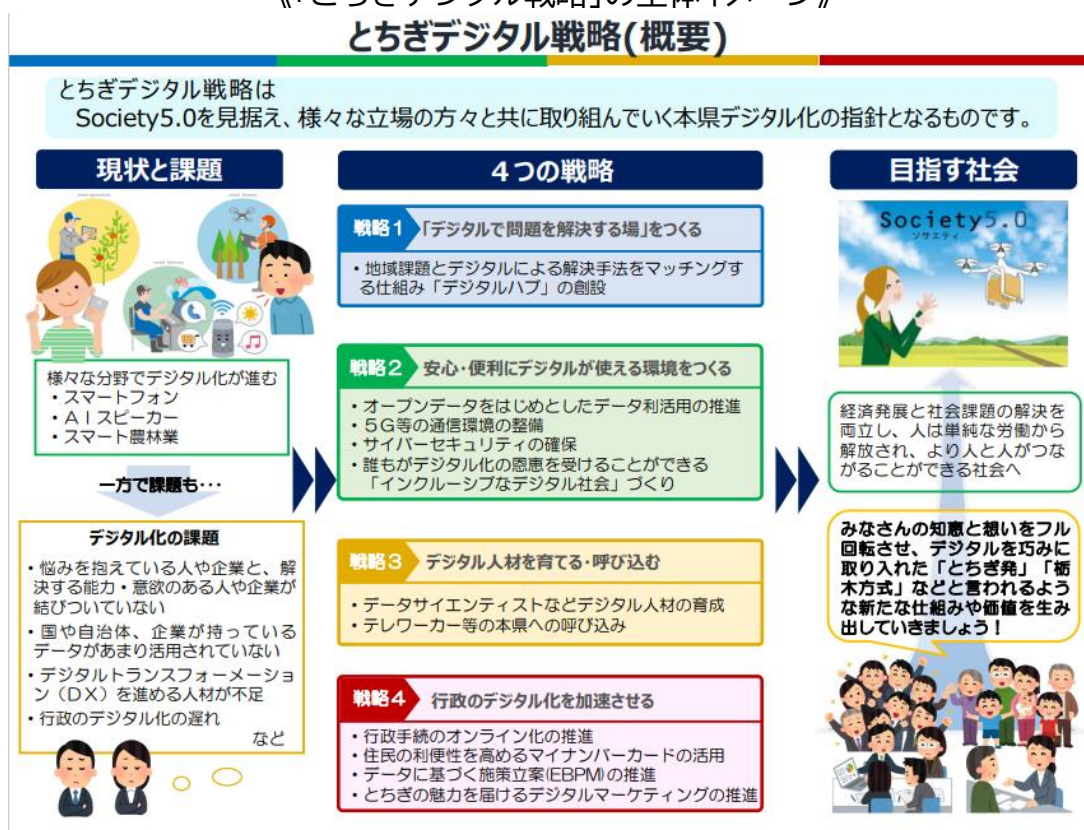 《「とちぎデジタル戦略」の全体イメージ》
とちぎデジタル戦略(概要)
とちぎデジタル戦略は
Society5.0を見据え、様々な立場の方々と共に取り組んでいく本県デジタル化の指針となるものです。
現状と課題
様々な分野でデジタル化が進む
・スマートフォン
・AIスピーカー
・スマート農林業
一方で課題も・・・
デジタル化の課題
・悩みを抱えている人や企業と、解
決する能力・意欲のある人や企業が
結びついていない
・国や自治体、企業が持っている
データがあまり活用されていない
・デジタルトランスフォーメーショ
ン（DX）を進める人材が不足
・行政のデジタル化の遅れ
など
4つの戦略
戦略1 「デジタルで問題を解決する場」をつくる
・地域課題とデジタルによる解決手法をマッチングす
る仕組み「デジタルハブ」の創設
戦略2 安心・便利にデジタルが使える環境をつくる
・オープンデータをはじめとしたデータ利活用の推進
・5G等の通信環境の整備
・サイバーセキュリティの確保
・誰もがデジタル化の恩恵を受けることができる
「インクルーシブなデジタル社会」づくり
戦略3 デジタル人材を育てる・呼び込む
・データサイエンティストなどデジタル人材の育成
・テレワーカー等の本県への呼び込み
戦略4 行政のデジタル化を加速させる
・行政手続のオンライン化の推進
・住民の利便性を高めるマイナンバーカードの活用
・データに基づく施策立案(EBPM)の推進
・とちぎの魅力を届けるデジタルマーケティングの推進
目指す社会
Society5.0
ソサエティ
経済発展と社会課題の解決を
両立し、人は単純な労働から
解放され、より人と人がつな
がることができる社会へ
みなさんの知恵と想いをフル
回転させ、デジタルを巧みに
取り入れた「とちぎ発」「栃
木方式」などと言われるよう
な新たな仕組みや価値を生み
出していきましょう！